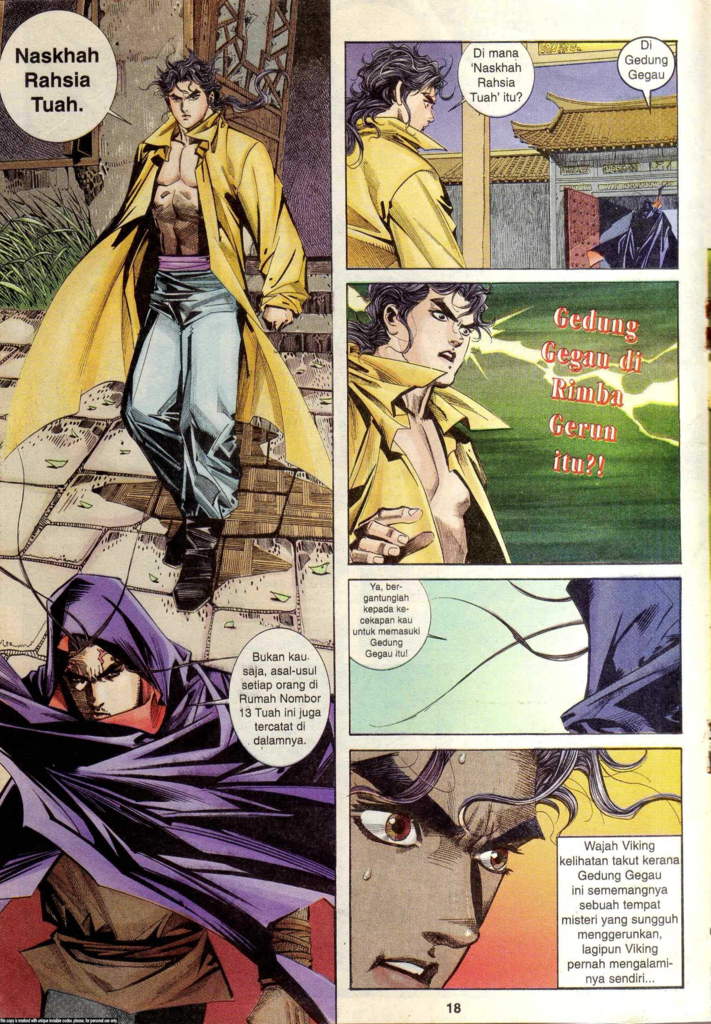 Naskhah
Rahsia
Tuah.
Bukan kau
saja, asal-usul
setiap orang di
Rumah Nombor
13 Tuah ini juga
tercatat di
dalamnya.
Di mana
'Naskhah
Rahsia
Tuah' itu?
Di
Gedung
Gegau
Gedung
Gegau di
Rimba
Gerun
itu?!
Ya, ber-
gantunglah
kepada ke-
cekapan kau
untuk memasuki
Gedung
Gegau itu!
Wajah Viking
kelihatan takut kerana
Gedung Gegau
ini sememangnya
sebuah tempat
misteri yang sungguh
menggerunkan,
lagipun Viking
pernah mengalami-
nya sendiri...
18